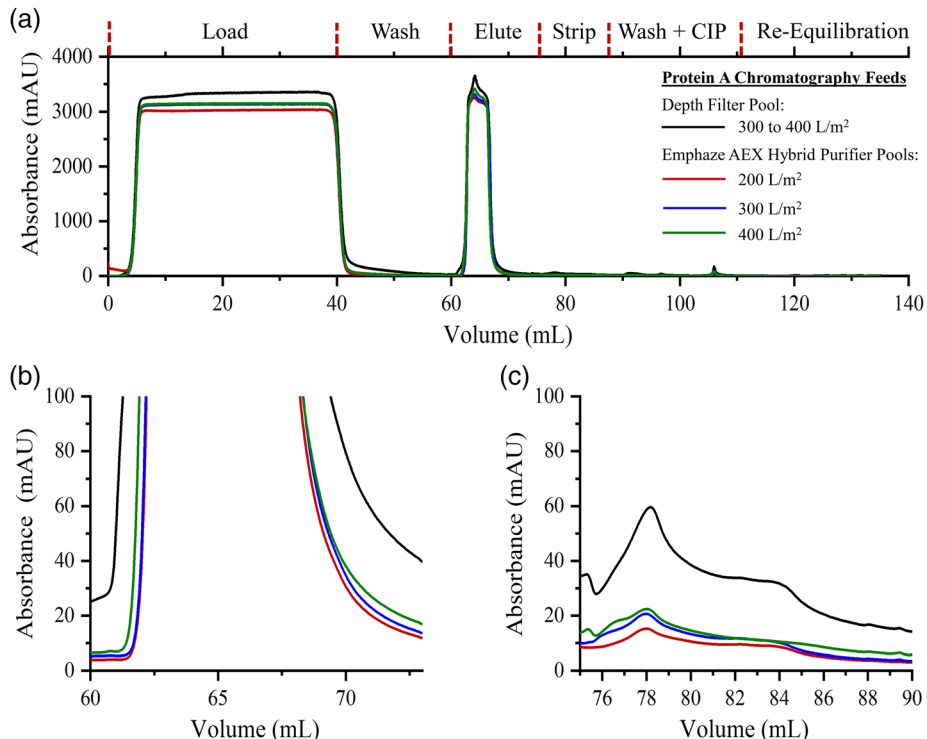 (a)
Load Wash Elute Strip Wash + CIP Re-Equilibration
Absorbance (mAU)
4000
3000
2000
1000
0
Protein A Chromatography Feeds
Depth Filter Pool:
300 to 400 L/m²
Emphaze AEX Hybrid Purifier Pools:
200 L/m²
300 L/m²
400 L/m²
0 20 40 60 80 100 120 140
Volume (mL)
(b)
Absorbance (mAU)
100
80
60
40
20
0
60 65 70
Volume (mL)
(c)
Absorbance (mAU)
100
80
60
40
20
0
76 78 80 82 84 86 88 90
Volume (mL)